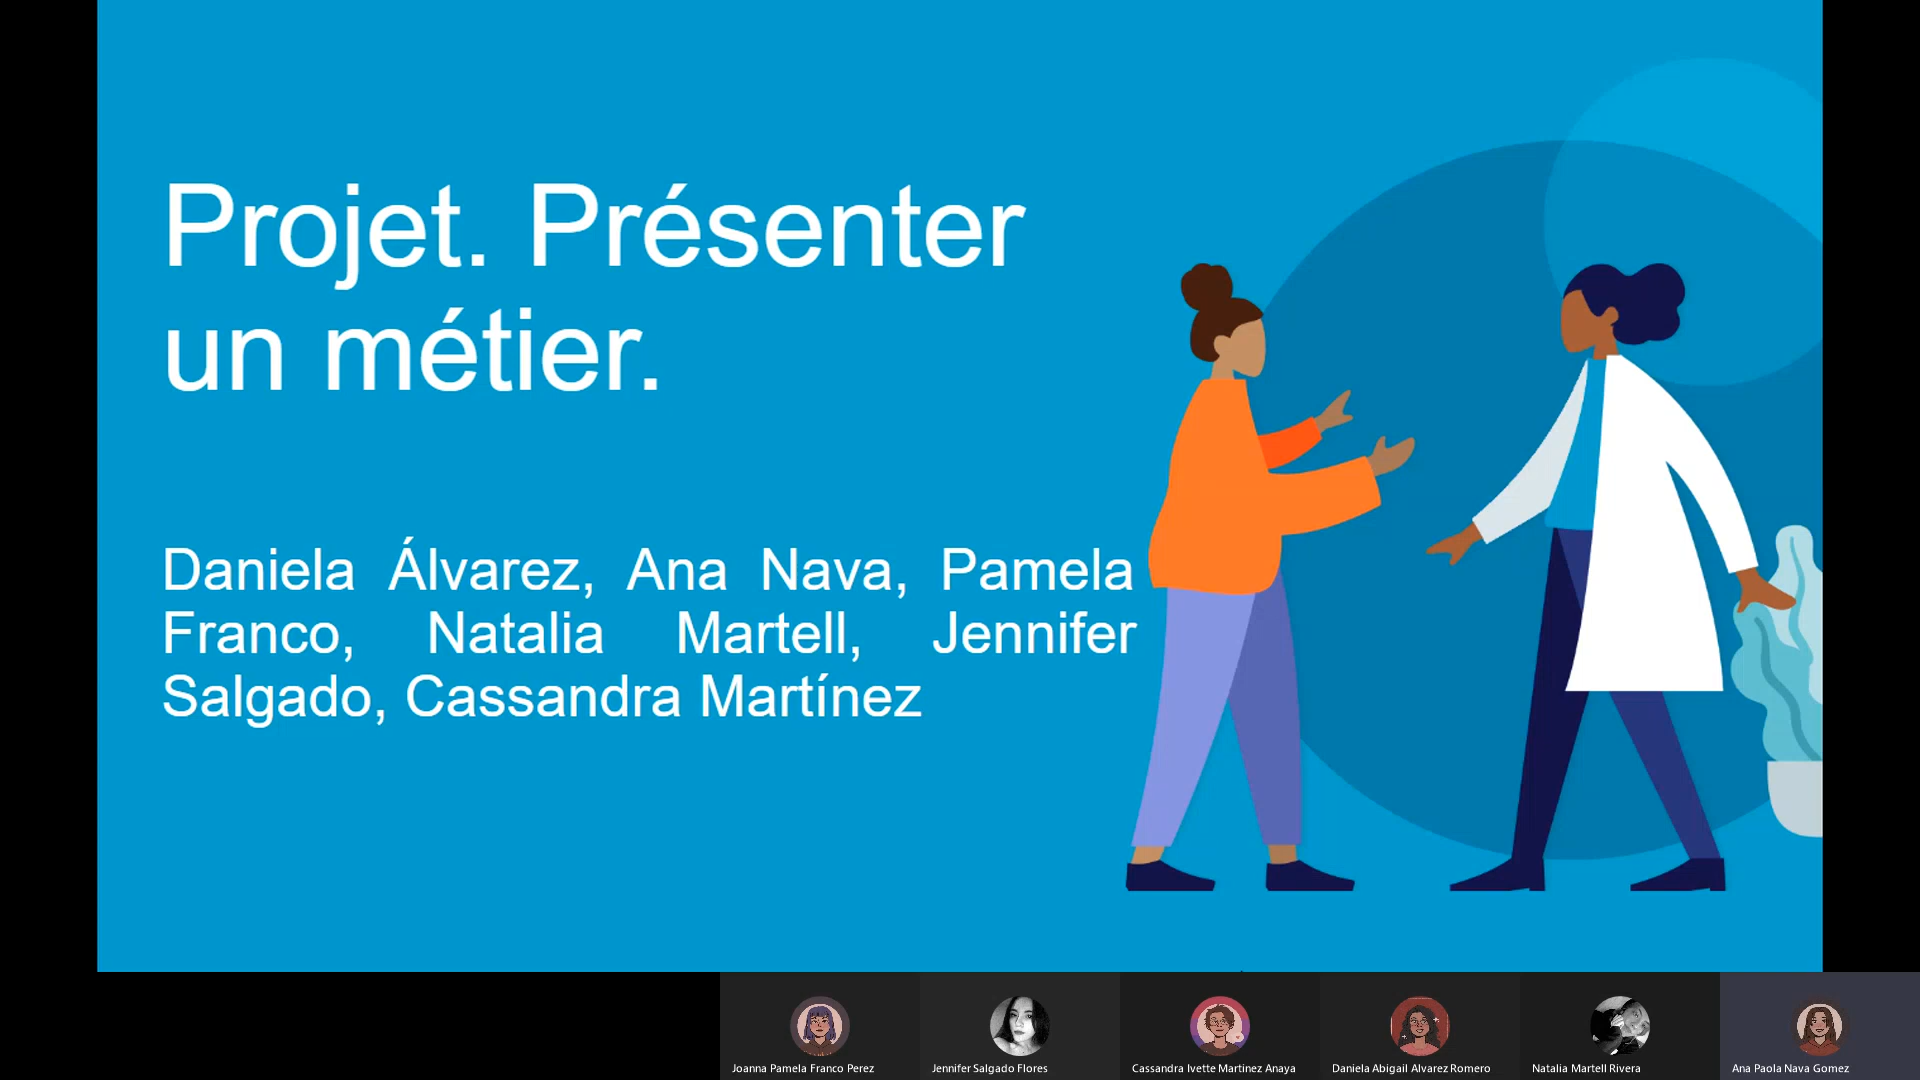 Projet. Présenter
un métier.
Daniela Álvarez, Ana Nava, Pamela
Franco, Natalia Martell, Jennifer
Salgado, Cassandra Martínez
Joanna Pamela Franco Perez
Jennifer Salgado Flores
Cassandra Ivette Martinez Anaya
Daniela Abigail Alvarez Romero
Natalia Martell Rivera
Ana Paola Nava Gomez